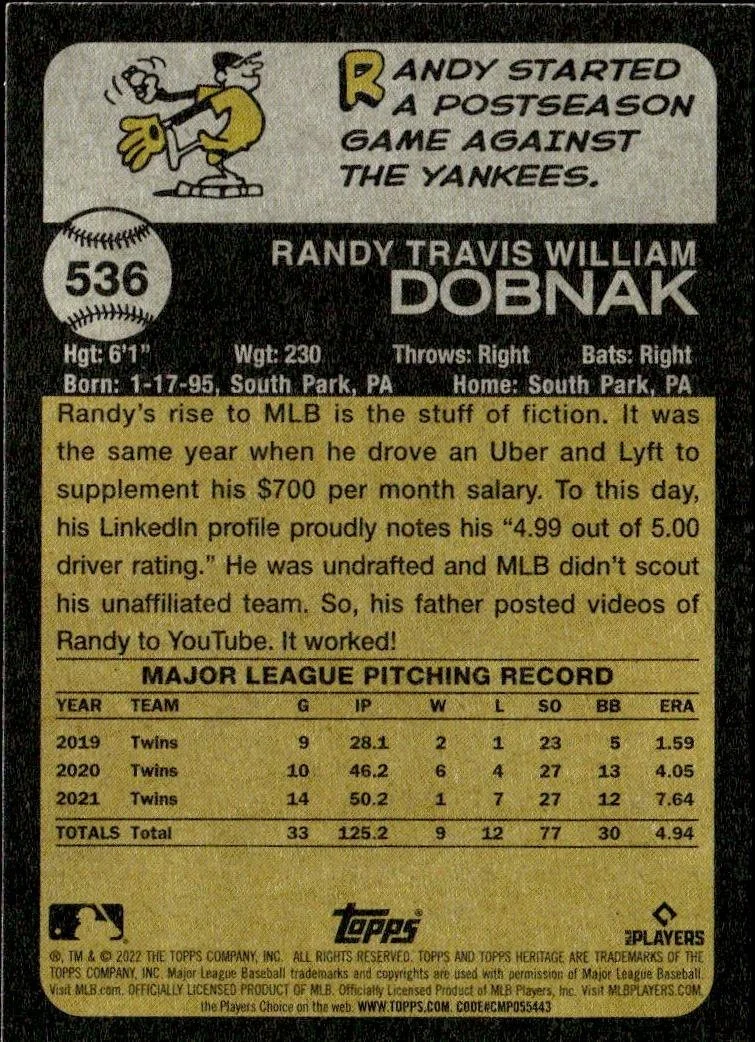 RANDY STARTED
A POSTSEASON
GAME AGAINST
THE YANKEES.
536
RANDY TRAVIS WILLIAM
DOBNAK
Hgt: 6'1" Wgt: 230 Throws: Right Bats: Right
Born: 1-17-95, South Park, PA Home: South Park, PA
Randy's rise to MLB is the stuff of fiction. It was
the same year when he drove an Uber and Lyft to
supplement his $700 per month salary. To this day,
his LinkedIn profile proudly notes his "4.99 out of 5.00
driver rating." He was undrafted and MLB didn't scout
his unaffiliated team. So, his father posted videos of
Randy to YouTube. It worked!
MAJOR LEAGUE PITCHING RECORD
YEAR TEAM G IP W L SO BB ERA
2019 Twins 9 28.1 2 1 23 5 1.59
2020 Twins 10 46.2 6 4 27 13 4.05
2021 Twins 14 50.2 1 7 27 12 7.64
TOTALS Total 33 125.2 9 12 77 30 4.94
Topps®
MLB PLAYERS
®, TM & © 2022 THE TOPPS COMPANY, INC. ALL RIGHTS RESERVED. TOPPS AND TOPPS HERITAGE ARE TRADEMARKS OF THE
TOPPS COMPANY, INC. Major League Baseball trademarks and copyrights are used with permission of Major League Baseball.
Visit MLB.com. OFFICIALLY LICENSED PRODUCT OF MLB. Officially Licensed Product of MLB Players, Inc. Visit MLBPLAYERS.COM,
the Players Choice on the web. WWW.TOPPS.COM. CODE#CMP055443